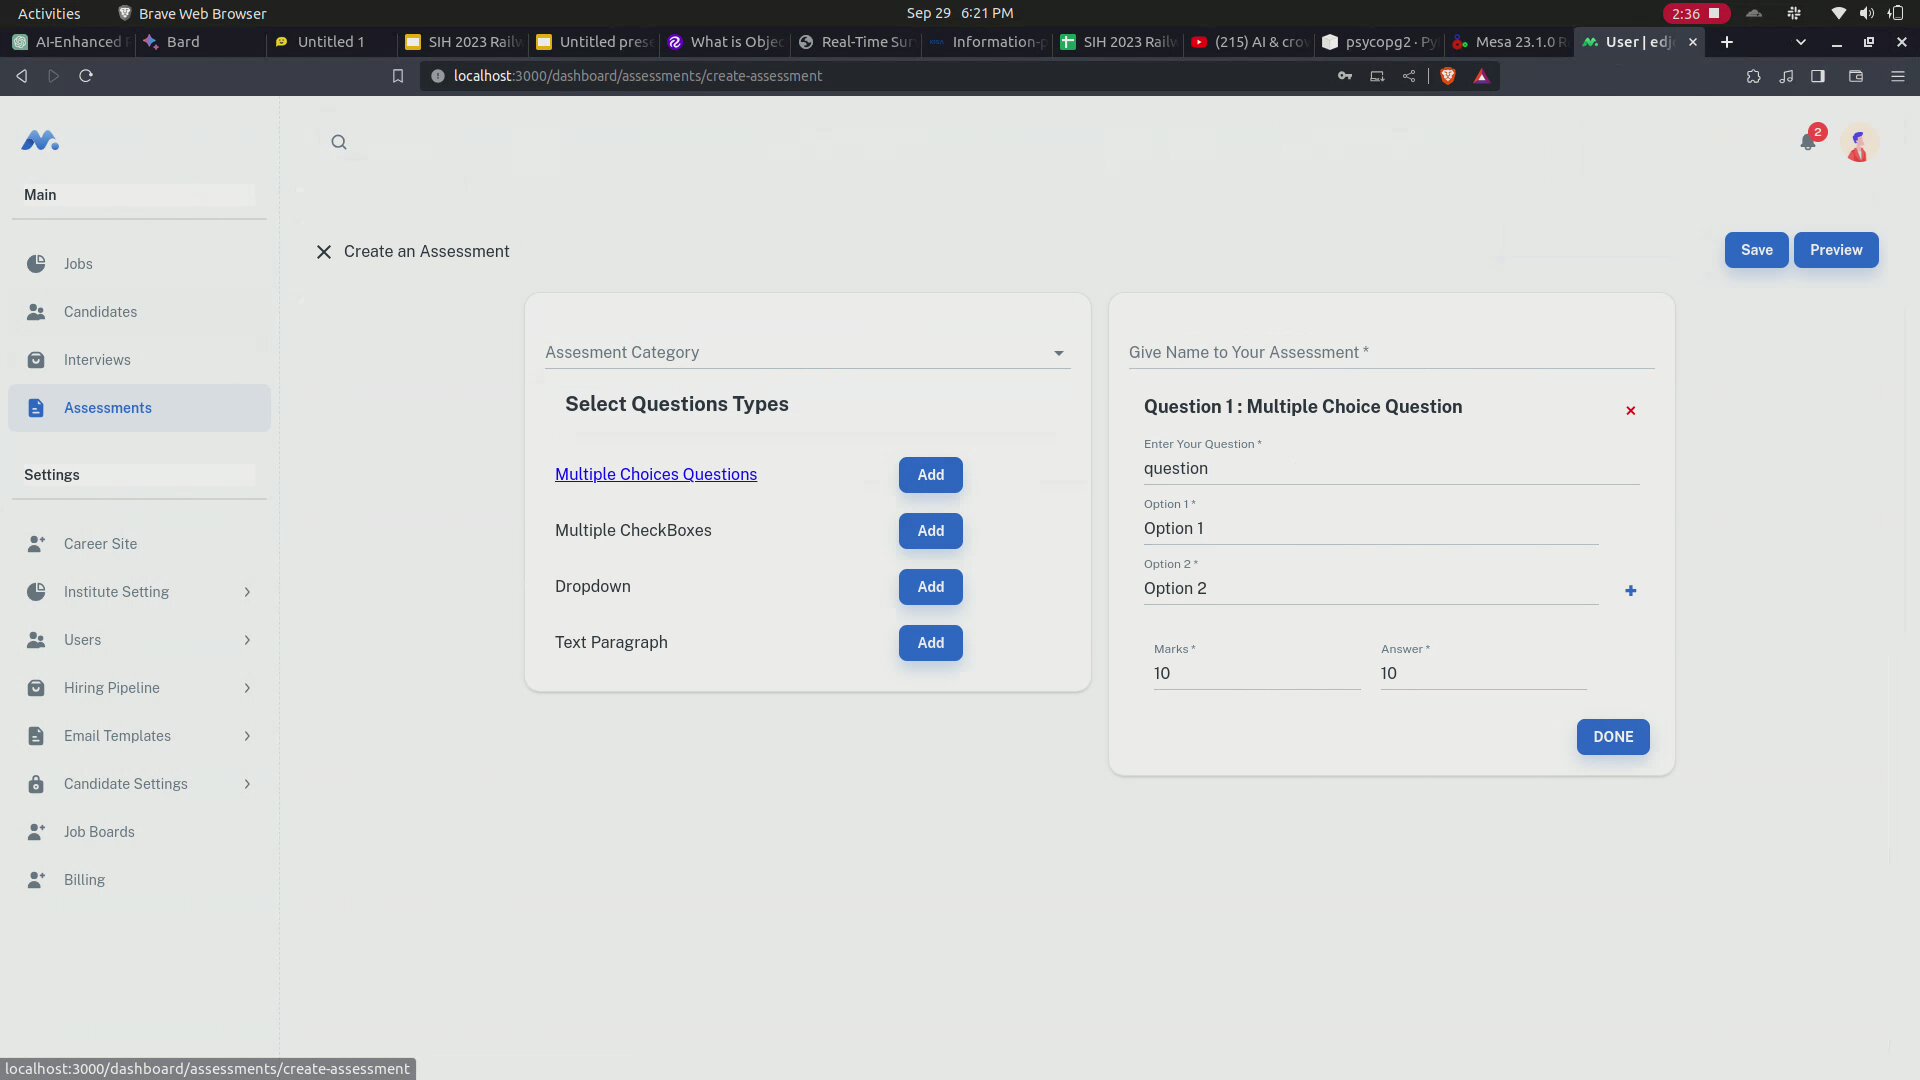 Activities
Brave Web Browser
Sep 29 6:21 PM
2:36
AI-Enhanced
Bard
Untitled 1
SIH 2023 Railw
Untitled prese
What is Objec
Real-Time Sur
Information-p
SIH 2023 Railw
(215) AI & crow
psycopg2 · Py
Mesa 23.1.0 R
User | edj
localhost:3000/dashboard/assessments/create-assessment
2
Main
Jobs
Candidates
Interviews
Assessments
Settings
Career Site
Institute Setting
Users
Hiring Pipeline
Email Templates
Candidate Settings
Job Boards
Billing
Create an Assessment
Save
Preview
Assesment Category
Select Questions Types
Multiple Choices Questions
Add
Multiple CheckBoxes
Add
Dropdown
Add
Text Paragraph
Add
Give Name to Your Assessment *
Question 1 : Multiple Choice Question
Enter Your Question *
question
Option 1 *
Option 1
Option 2 *
Option 2
Marks *
10
Answer *
10
DONE
localhost:3000/dashboard/assessments/create-assessment